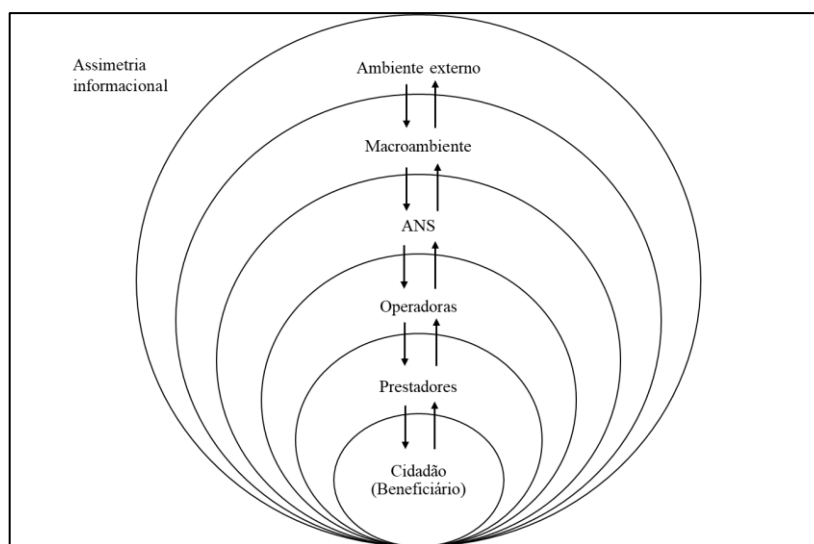 Assimetria
informacional
Ambiente externo
Macroambiente
ANS
Operadoras
Prestadores
Cidadão
(Beneficiário)